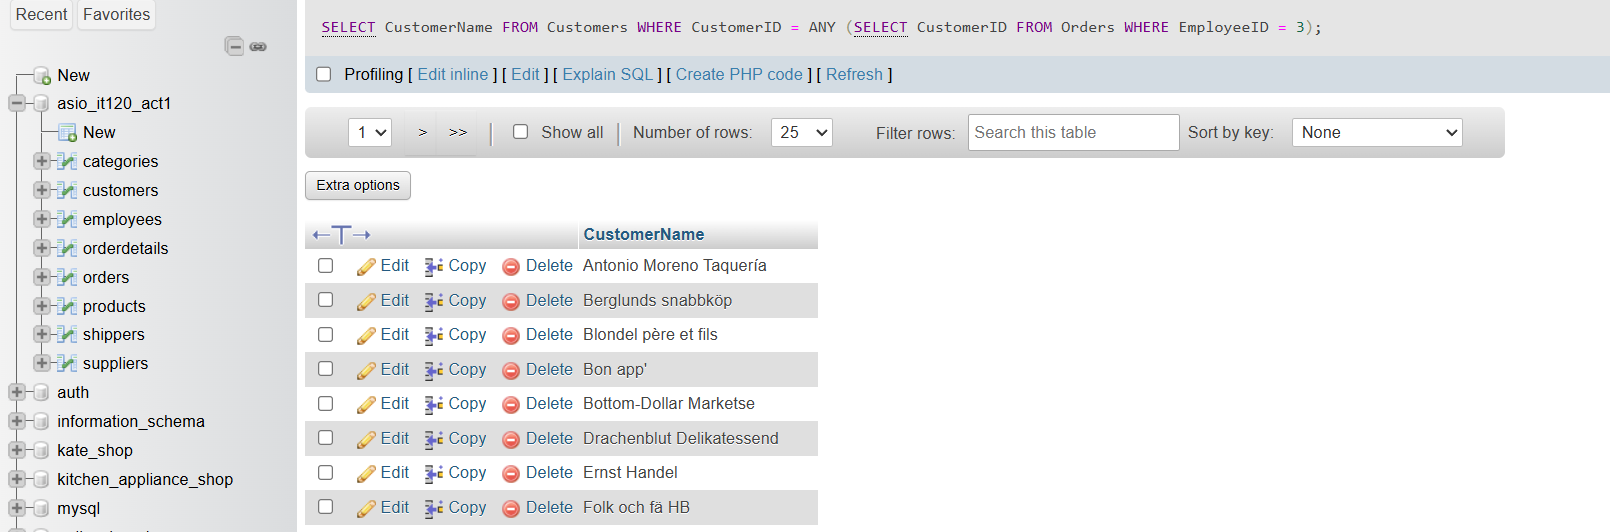 Recent Favorites
New
asio_it120_act1
New
categories
customers
employees
orderdetails
orders
products
shippers
suppliers
auth
information_schema
kate_shop
kitchen_appliance_shop
mysql
SELECT CustomerName FROM Customers WHERE CustomerID = ANY (SELECT CustomerID FROM Orders WHERE EmployeeID = 3);
Profiling [ Edit inline ] [ Edit ] [ Explain SQL ] [ Create PHP code ] [ Refresh ]
1 > >> | Show all | Number of rows: 25 Filter rows: Search this table Sort by key: None
Extra options
←T→ CustomerName
Edit Copy Delete Antonio Moreno Taquería
Edit Copy Delete Berglunds snabbköp
Edit Copy Delete Blondel père et fils
Edit Copy Delete Bon app'
Edit Copy Delete Bottom-Dollar Marketse
Edit Copy Delete Drachenblut Delikatessend
Edit Copy Delete Ernst Handel
Edit Copy Delete Folk och fä HB